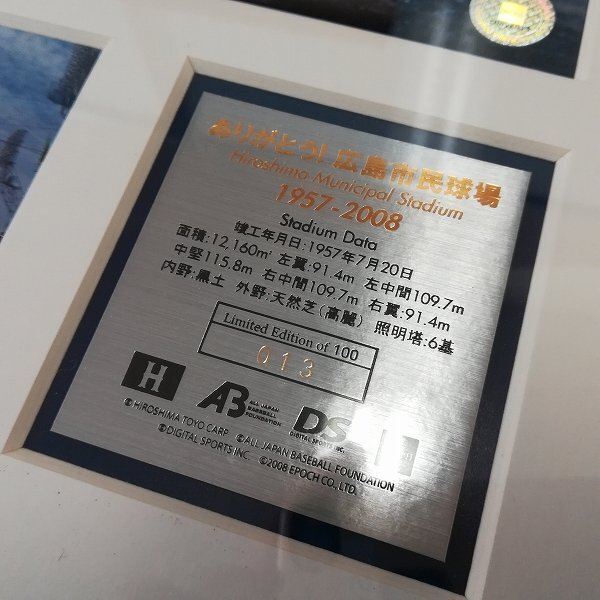 ありがとう! 広島市民球場
Hiroshima Municipal Stadium
1957-2008
Stadium Data
竣工年月日:1957年7月20日
面積:12,160m² 左翼:91.4m 左中間109.7m
中堅115.8m 右中間109.7m 右翼:91.4m
内野:黒土 外野:天然芝(高麗) 照明塔:6基
Limited Edition of 100
013
H
AB ALL JAPAN BASEBALL FOUNDATION
DS DIGITAL SPORTS INC.
©HIROSHIMA TOYO CARP ©ALL JAPAN BASEBALL FOUNDATION
©DIGITAL SPORTS INC. ©2008 EPOCH CO., LTD.